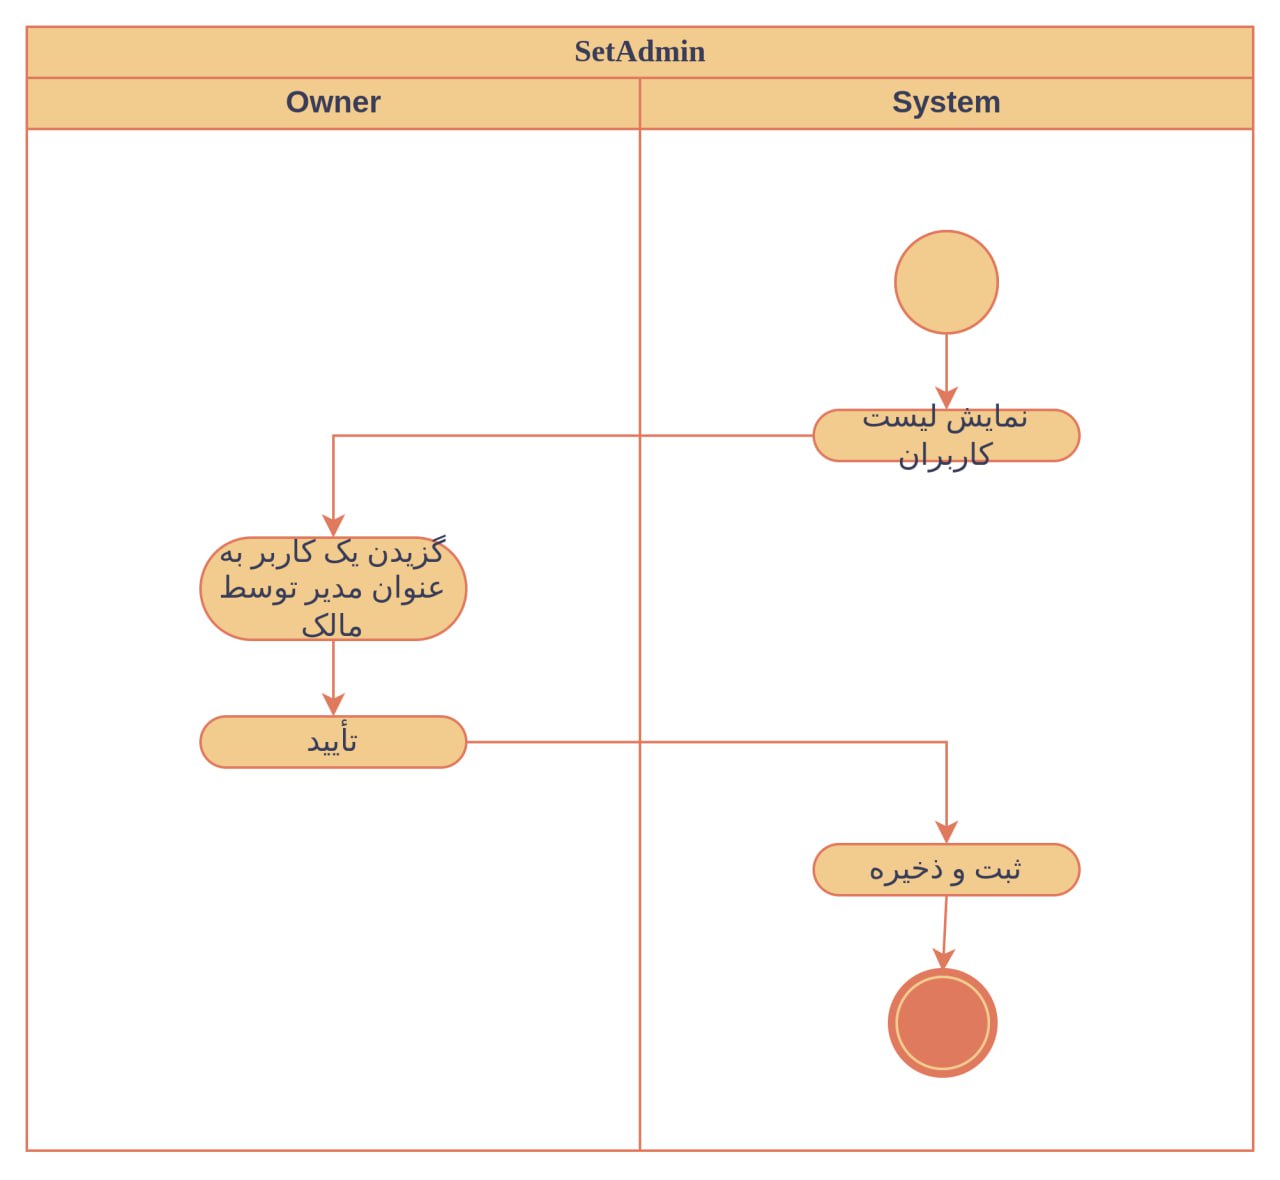 SetAdmin
Owner
System
نمایش لیست
کاربران
گزیدن یک کاربر به
عنوان مدیر توسط
مالک
تأیید
ثبت و ذخیره